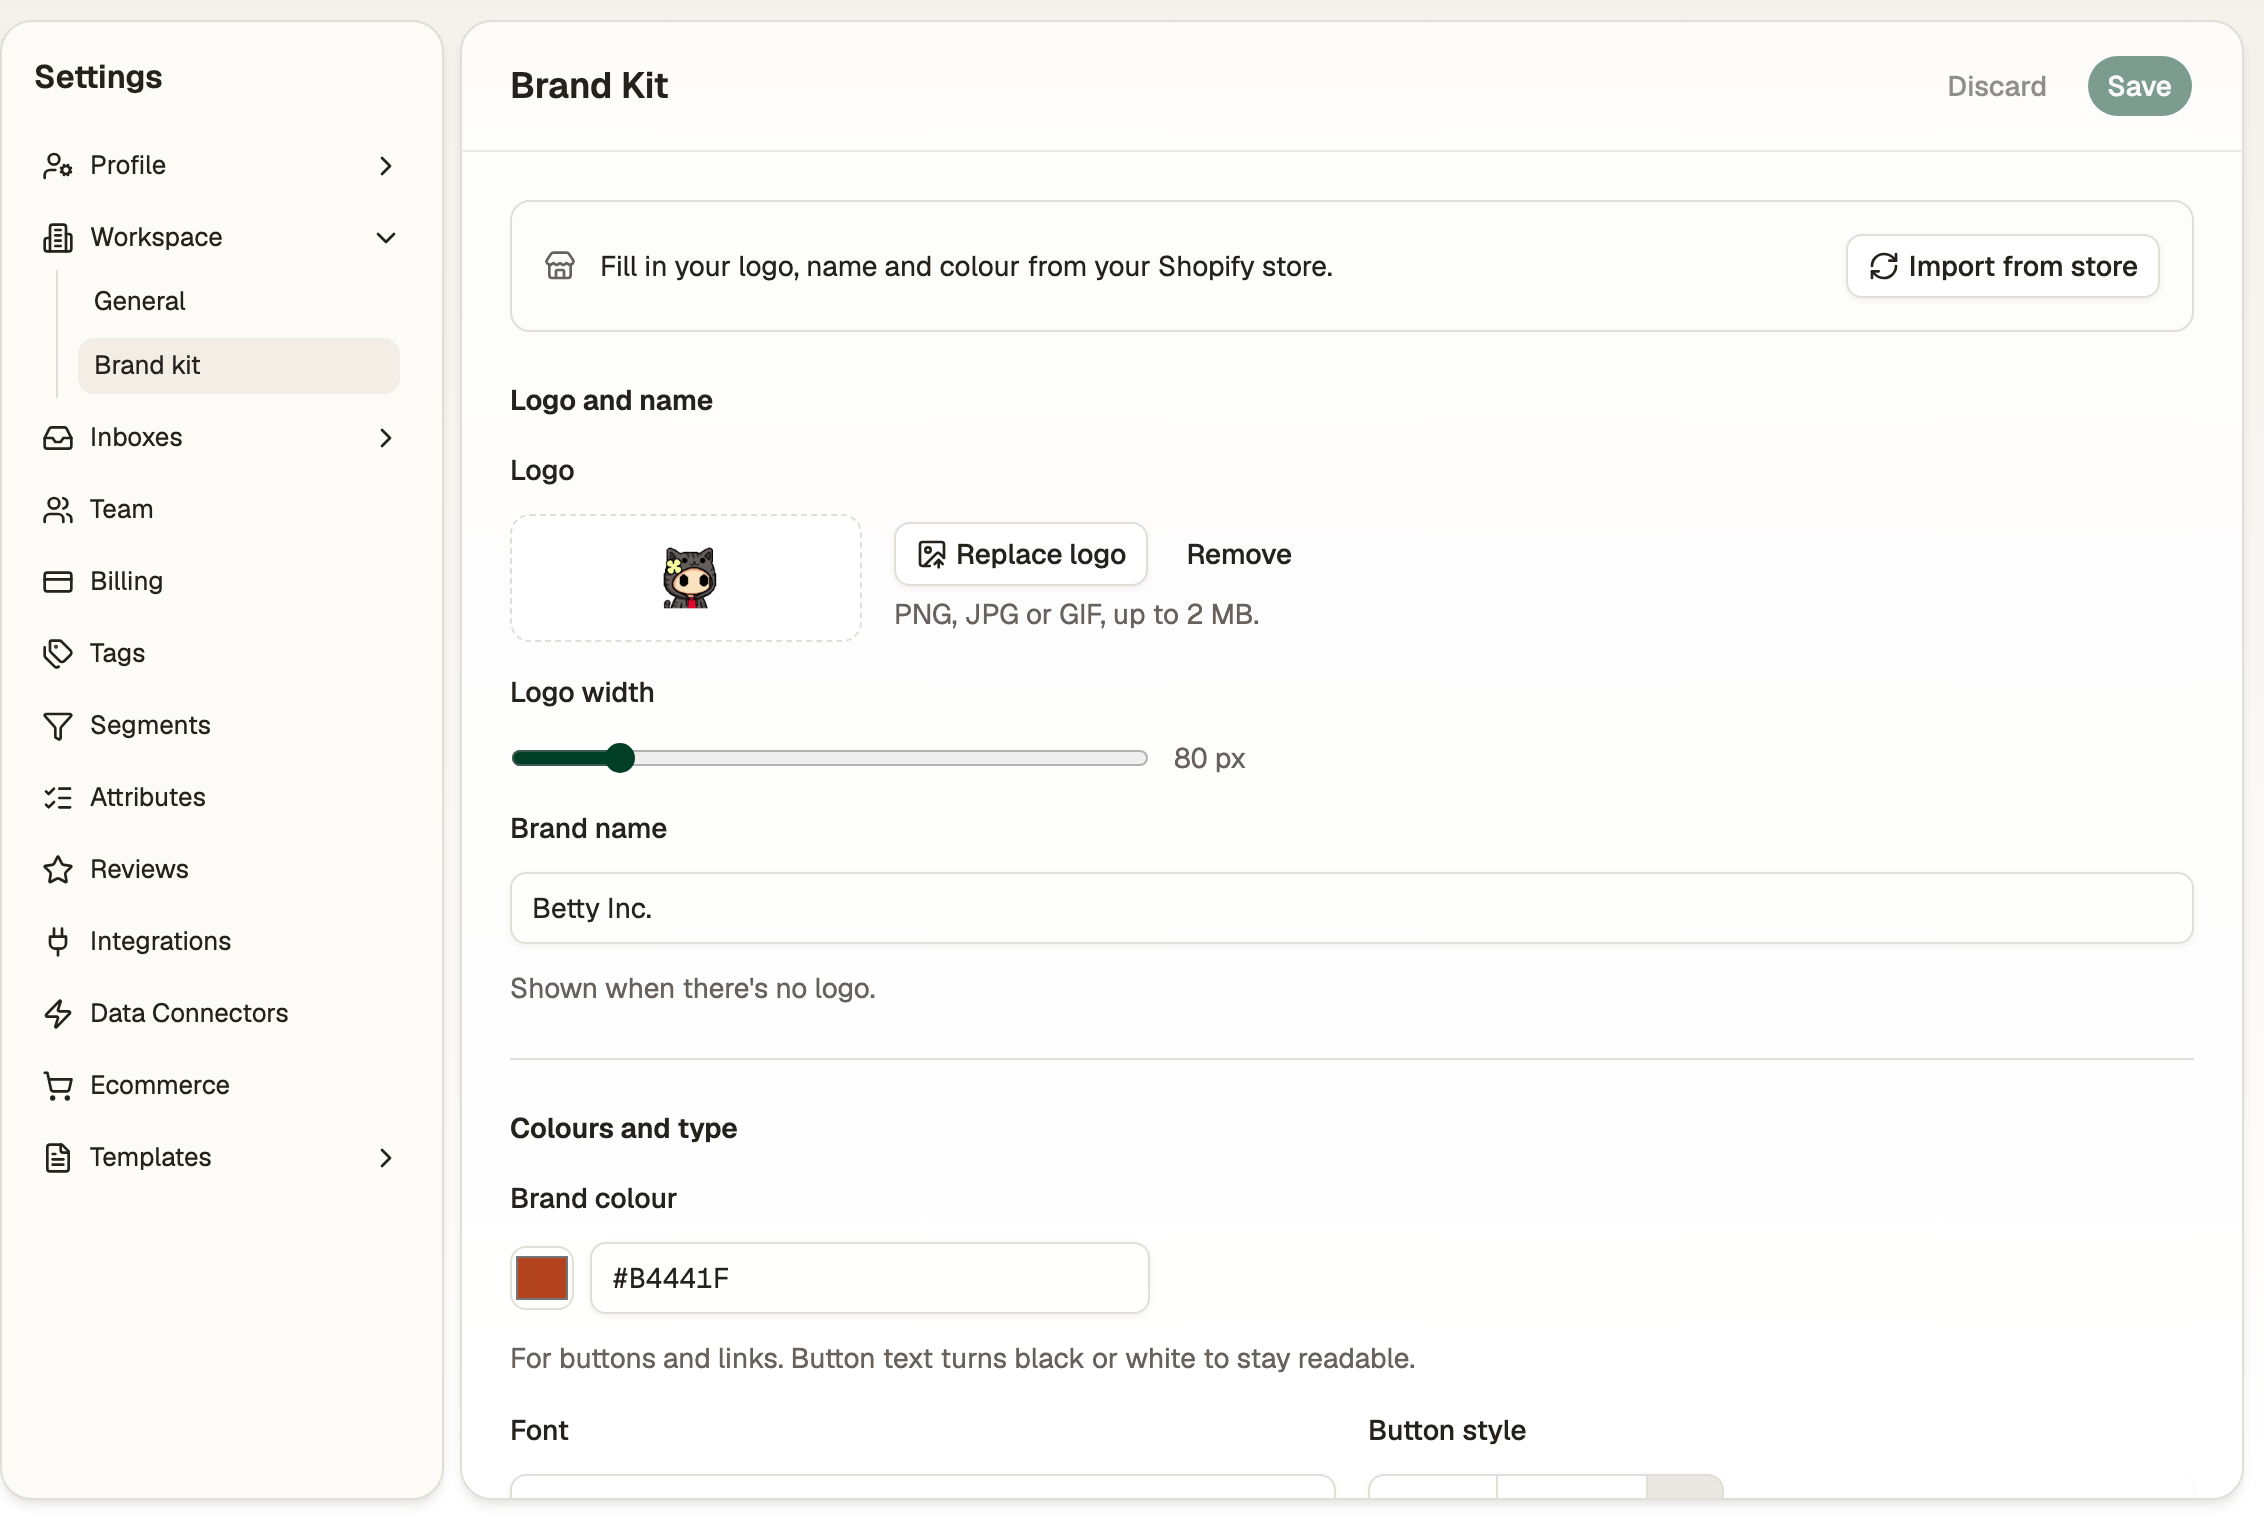 Settings
Profile
Workspace
General
Brand kit
Inboxes
Team
Billing
Tags
Segments
Attributes
Reviews
Integrations
Data Connectors
Ecommerce
Templates
Brand Kit
Discard
Save
Fill in your logo, name and colour from your Shopify store.
Import from store
Logo and name
Logo
Replace logo
Remove
PNG, JPG or GIF, up to 2 MB.
Logo width
80 px
Brand name
Betty Inc.
Shown when there's no logo.
Colours and type
Brand colour
#B4441F
For buttons and links. Button text turns black or white to stay readable.
Font
Button style